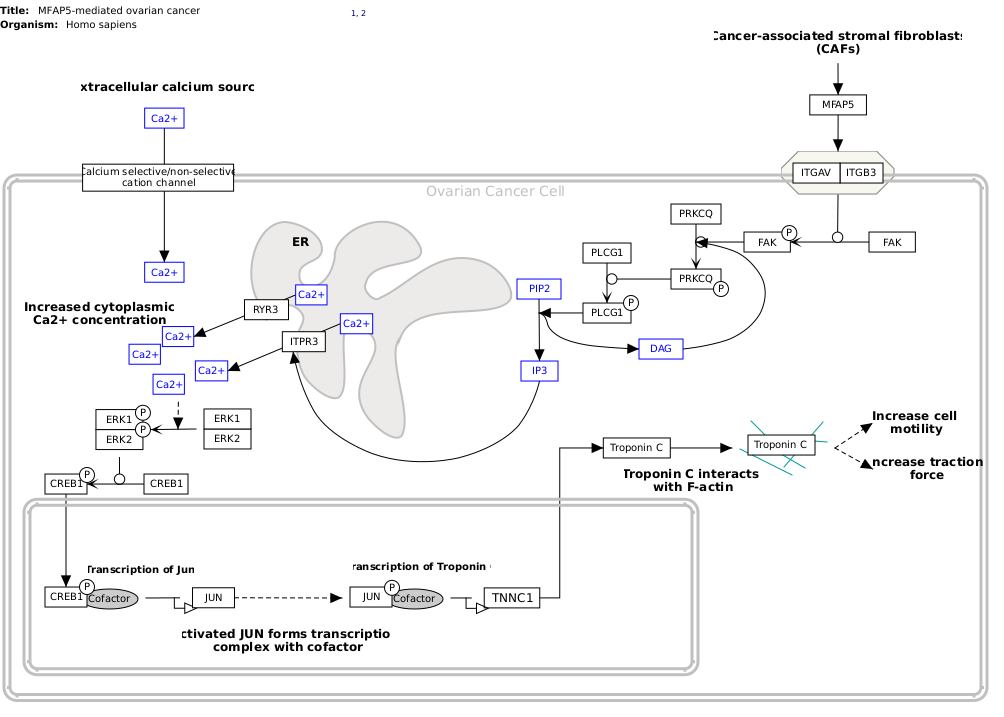 Title: MFAP5-mediated ovarian cancer
1, 2
Organism: Homo sapiens
Cancer-associated stromal fibroblasts
(CAFs)
xtracellular calcium sourc
MFAP5
Ca2+
Calcium selective/non-selective
cation channel
ITGAV ITGB3
Ovarian Cancer Cell
PRKCQ
P
FAK
FAK
ER
PLCG1
Ca2+
PRKCQ
P
PIP2
Ca2+
P
PLCG1
RYR3
Increased cytoplasmic
Ca2+ concentration
Ca2+
Ca2+
ITPR3
DAG
Ca2+
Ca2+
IP3
Ca2+
ERK1
P
ERK1
ERK2
P
ERK2
Increase cell
motility
Troponin C
Troponin C
ncrease traction
force
Troponin C interacts
with F-actin
P
CREB1
CREB1
Transcription of Jun
ranscription of Troponin
P
CREB1
Cofactor
JUN
P
JUN
Cofactor
TNNC1
ctivated JUN forms transcriptio
complex with cofactor